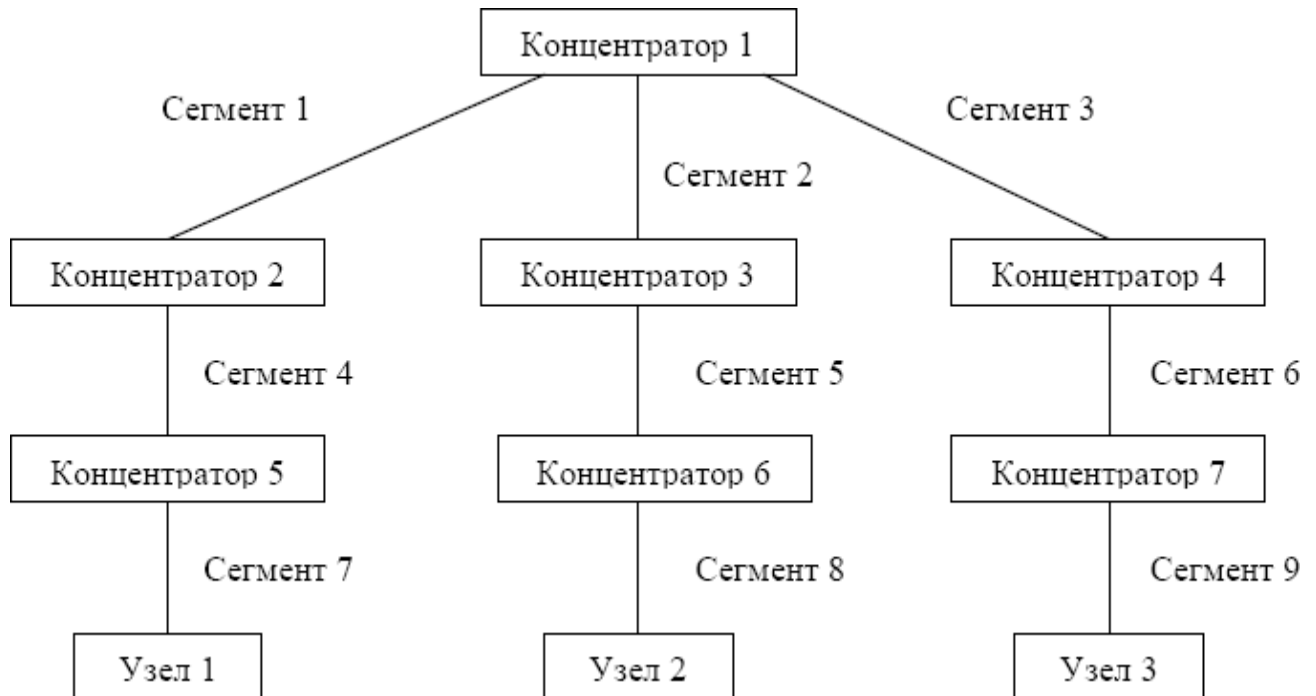 Концентратор 1
Сегмент 1
Сегмент 3
Сегмент 2
Концентратор 2
Концентратор 3
Концентратор 4
Сегмент 4
Сегмент 5
Сегмент 6
Концентратор 5
Концентратор 6
Концентратор 7
Сегмент 7
Сегмент 8
Сегмент 9
Узел 1
Узел 2
Узел 3